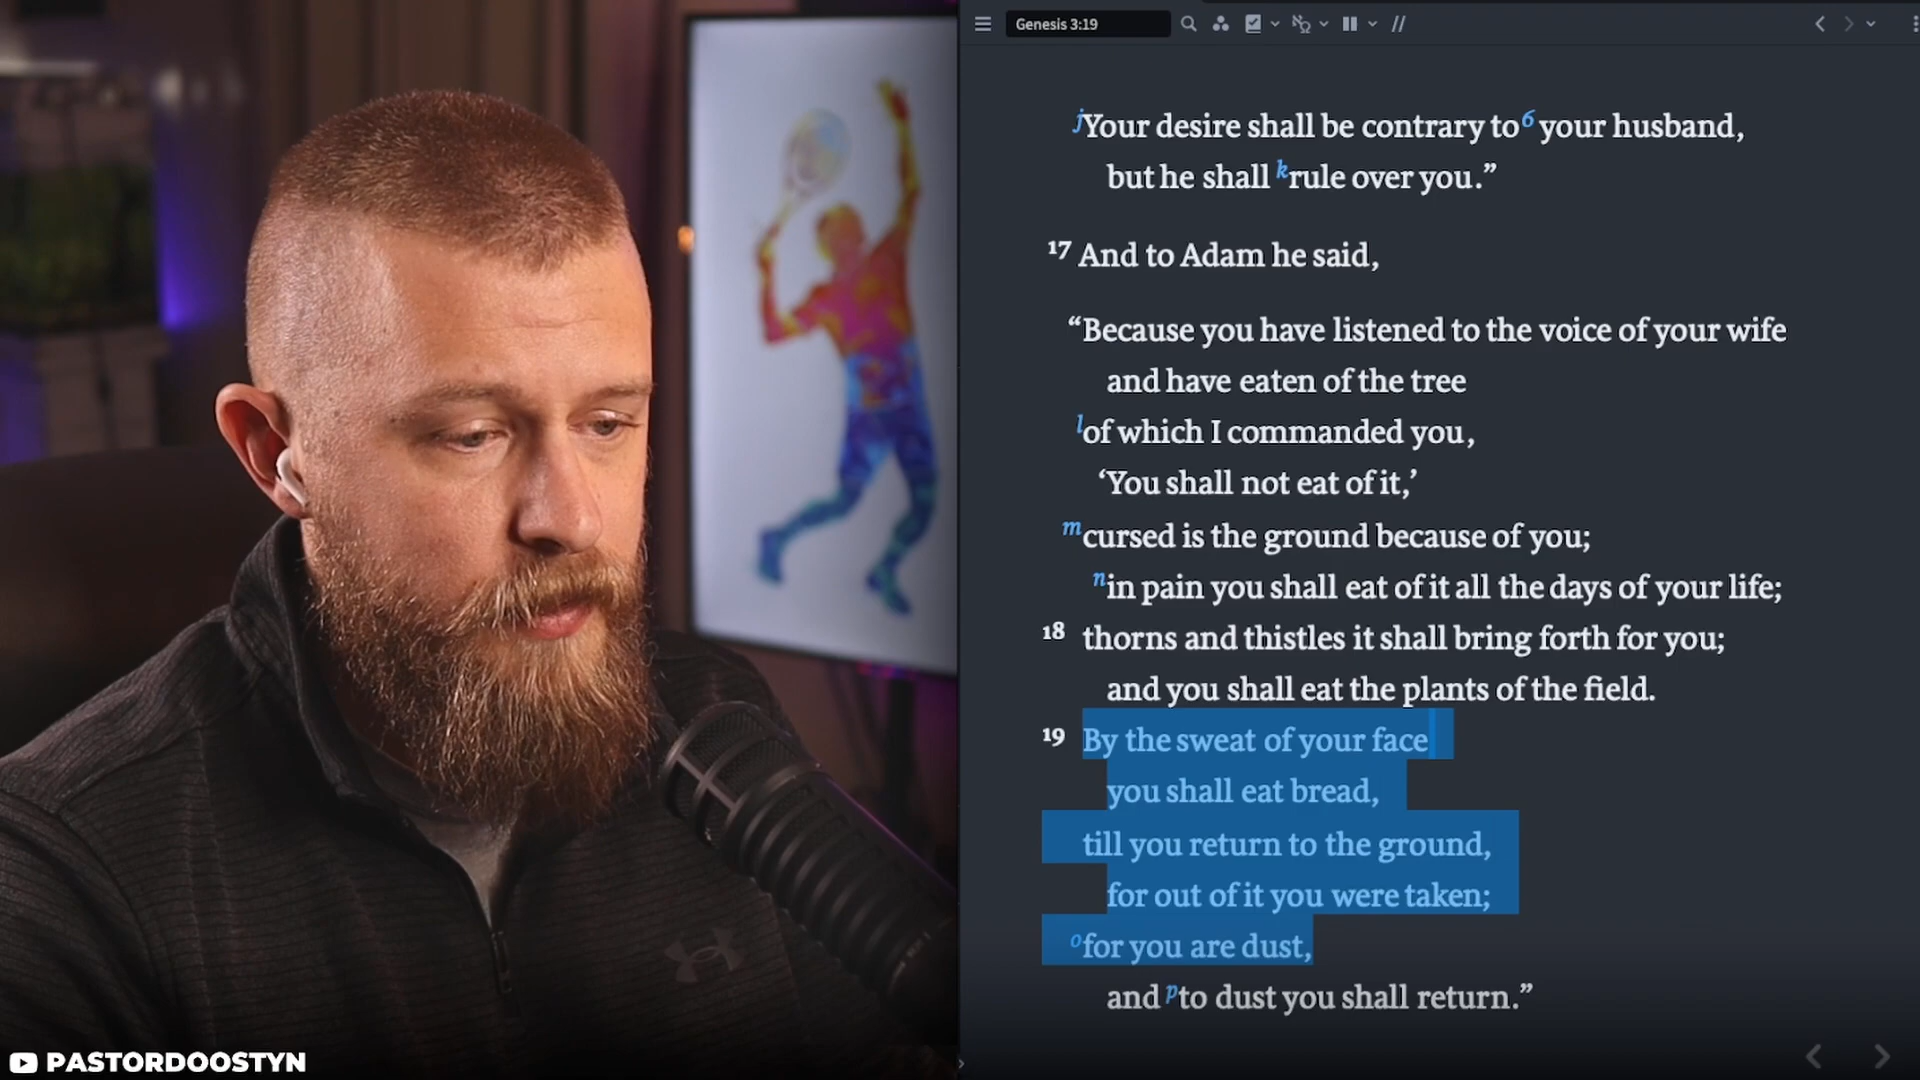 Genesis 3:19
jYour desire shall be contrary to6 your husband,
but he shall krule over you.”
17 And to Adam he said,
“Because you have listened to the voice of your wife
and have eaten of the tree
lof which I commanded you,
‘You shall not eat of it,’
mcursed is the ground because of you;
nin pain you shall eat of it all the days of your life;
18 thorns and thistles it shall bring forth for you;
and you shall eat the plants of the field.
19 By the sweat of your face
you shall eat bread,
till you return to the ground,
for out of it you were taken;
ofor you are dust,
and pto dust you shall return.”
PASTORDOOSTYN